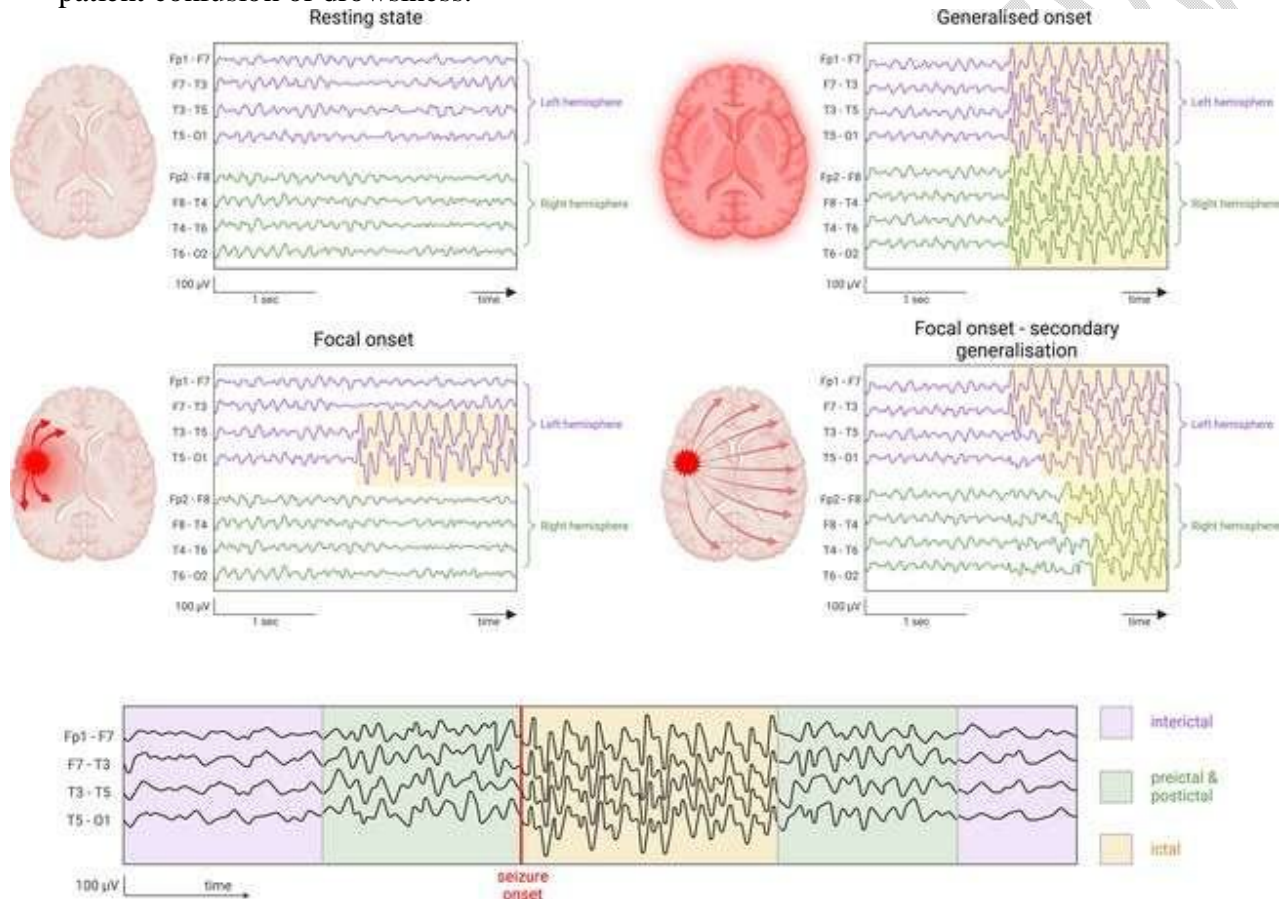 patient confusion or drowsiness.
Resting state
Fp1 - F7
F7 - T3
T3 - T5
T5 - O1
Left hemisphere
Fp2 - F8
F8 - T4
T4 - T6
T6 - O2
Right hemisphere
100 µV
1 sec
time
Generalised onset
Fp1 - F7
F7 - T3
T3 - T5
T5 - O1
Left hemisphere
Fp2 - F8
F8 - T4
T4 - T6
T6 - O2
Right hemisphere
100 µV
1 sec
time
Focal onset
Fp1 - F7
F7 - T3
T3 - T5
T5 - O1
Left hemisphere
Fp2 - F8
F8 - T4
T4 - T6
T6 - O2
Right hemisphere
100 µV
1 sec
time
Focal onset - secondary
generalisation
Fp1 - F7
F7 - T3
T3 - T5
T5 - O1
Left hemisphere
Fp2 - F8
F8 - T4
T4 - T6
T6 - O2
Right hemisphere
100 µV
1 sec
time
Fp1 - F7
F7 - T3
T3 - T5
T5 - O1
100 µV
time
seizure
onset
interictal
preictal &
postictal
ictal